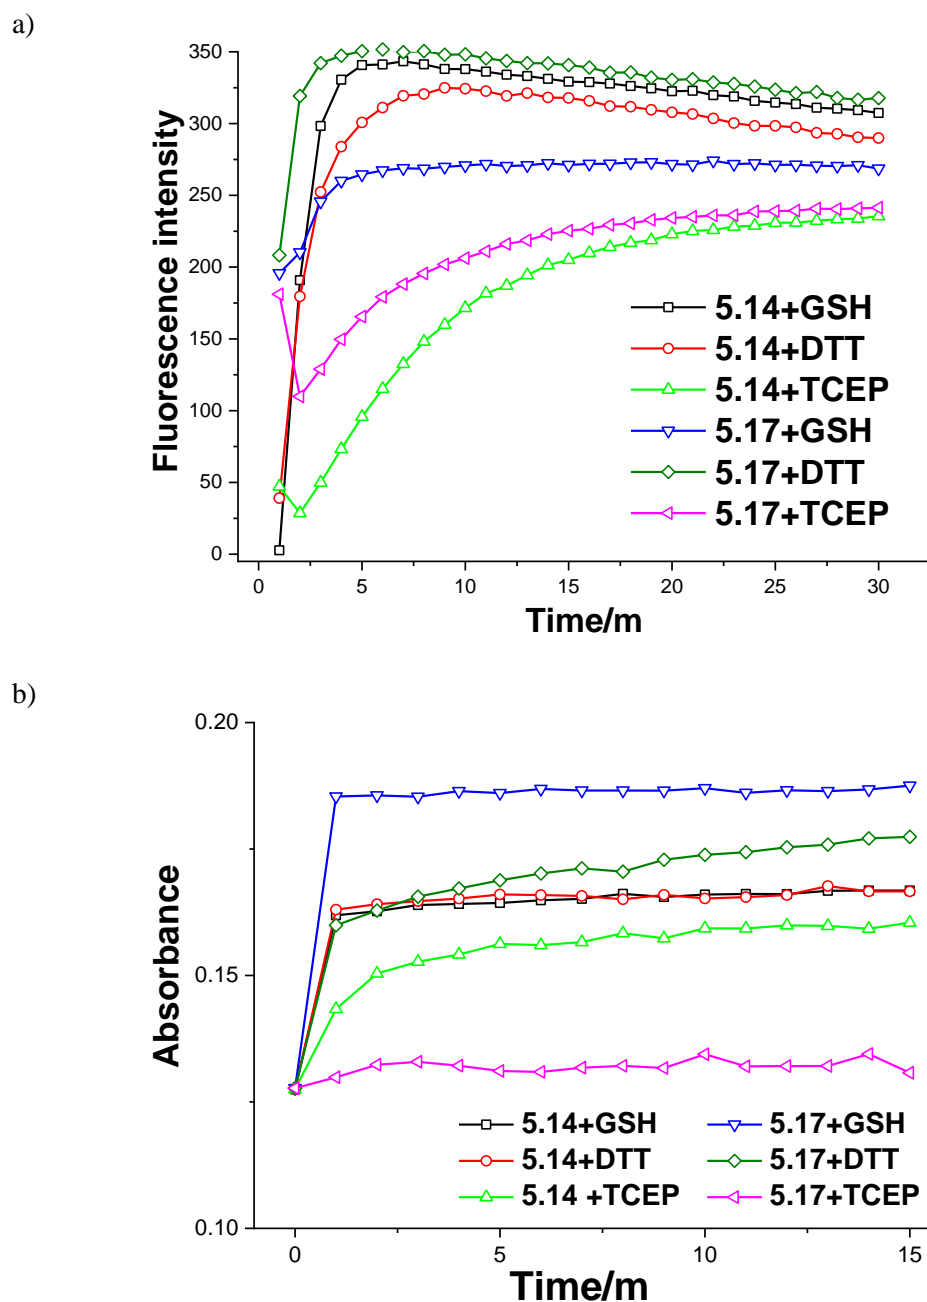 a)
350
300
250
200
150
100
50
0
Fluorescence intensity
5.14+GSH
5.14+DTT
5.14+TCEP
5.17+GSH
5.17+DTT
5.17+TCEP
0 5 10 15 20 25 30
Time/m
b)
0.20
0.15
0.10
Absorbance
5.14+GSH 5.17+GSH
5.14+DTT 5.17+DTT
5.14 +TCEP 5.17+TCEP
0 5 10 15
Time/m